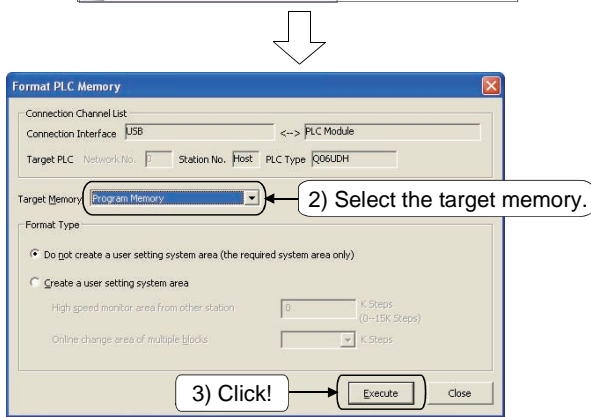 Format PLC Memory
Connection Channel List
Connection Interface USB <--> PLC Module
Target PLC Network No. 0 Station No. Host PLC Type Q06UDH
Target Memory Program Memory
2) Select the target memory.
Format Type
Do not create a user setting system area (the required system area only)
Create a user setting system area
High speed monitor area from other station 0 K Steps
(0--15K Steps)
Online change area of multiple blocks K Steps
3) Click! Execute Close